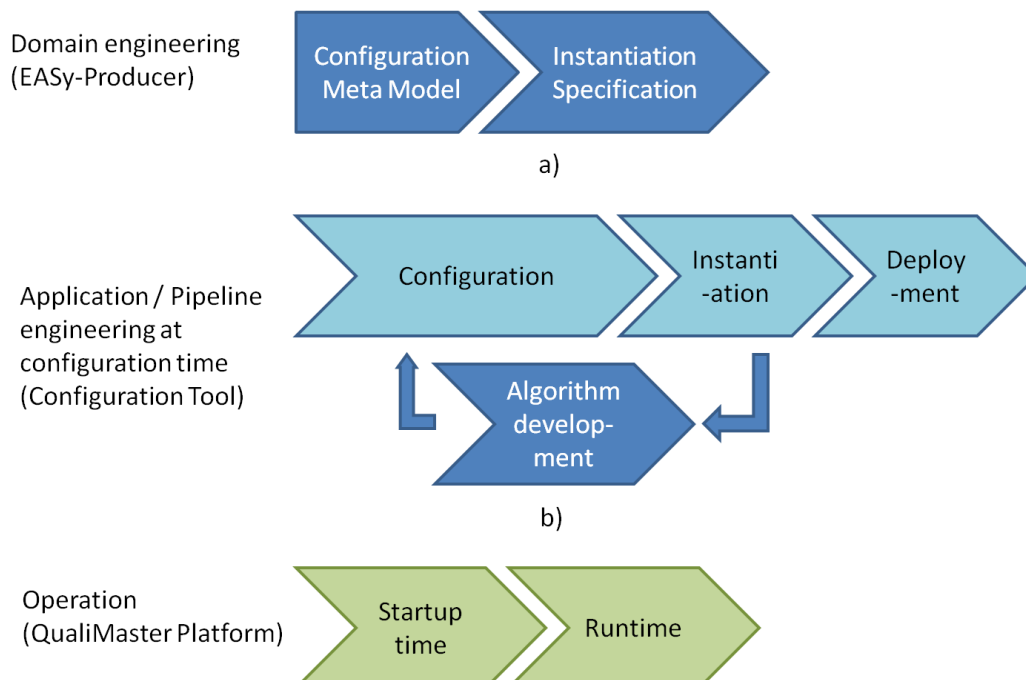 Domain engineering
(EASy-Producer)
Configuration
Meta Model
Instantiation
Specification
a)
Application / Pipeline
engineering at
configuration time
(Configuration Tool)
Configuration
Instanti
-ation
Deploy
-ment
Algorithm
develop-
ment
b)
Operation
(QualiMaster Platform)
Startup
time
Runtime